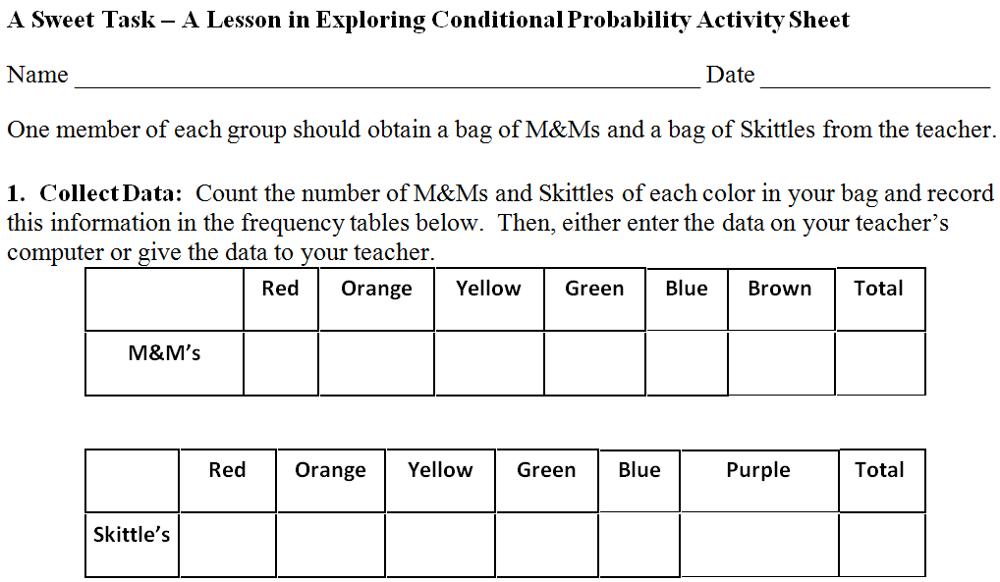 A Sweet Task – A Lesson in Exploring Conditional Probability Activity Sheet
Name Date
One member of each group should obtain a bag of M&Ms and a bag of Skittles from the teacher.
1. Collect Data: Count the number of M&Ms and Skittles of each color in your bag and record
this information in the frequency tables below. Then, either enter the data on your teacher’s
computer or give the data to your teacher.
Red Orange Yellow Green Blue Brown Total
M&M’s
Red Orange Yellow Green Blue Purple Total
Skittle’s